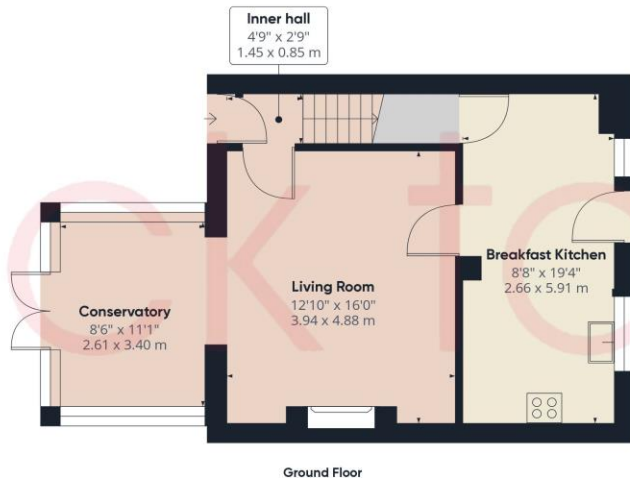 Inner hall
4'9" x 2'9"
1.45 x 0.85 m
Conservatory
8'6" x 11'1"
2.61 x 3.40 m
Living Room
12'10" x 16'0"
3.94 x 4.88 m
Breakfast Kitchen
8'8" x 19'4"
2.66 x 5.91 m
ck to
Ground Floor